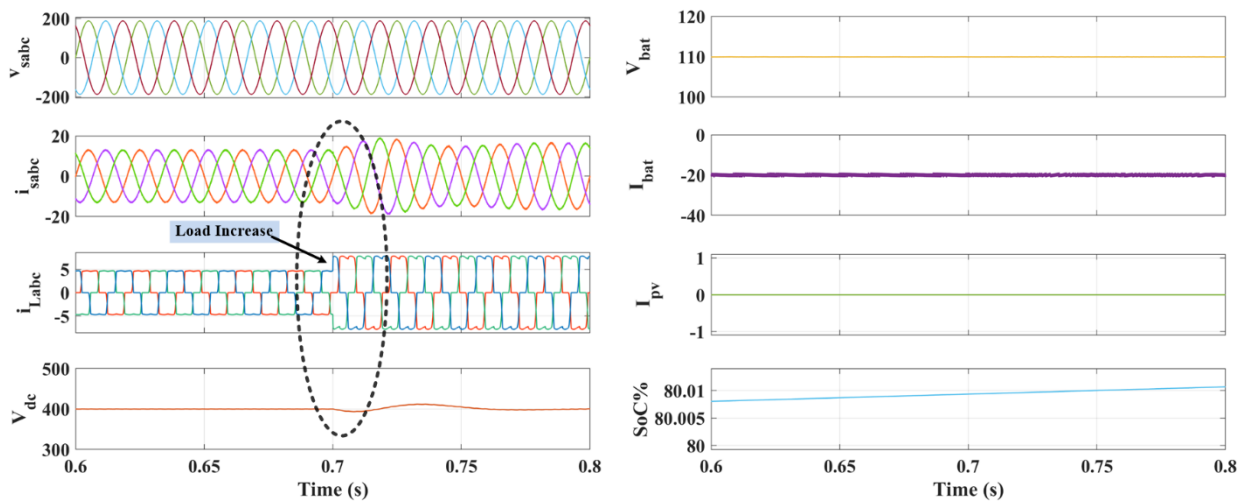 200
0
-200
v_sabc
20
0
-20
i_sabc
Load Increase
5
0
-5
i_Labc
500
400
300
V_dc
0.6 0.65 0.7 0.75 0.8
Time (s)
120
110
100
V_bat
0
-20
-40
I_bat
1
0
-1
I_pv
80.01
80.005
80
SoC%
0.6 0.65 0.7 0.75 0.8
Time (s)